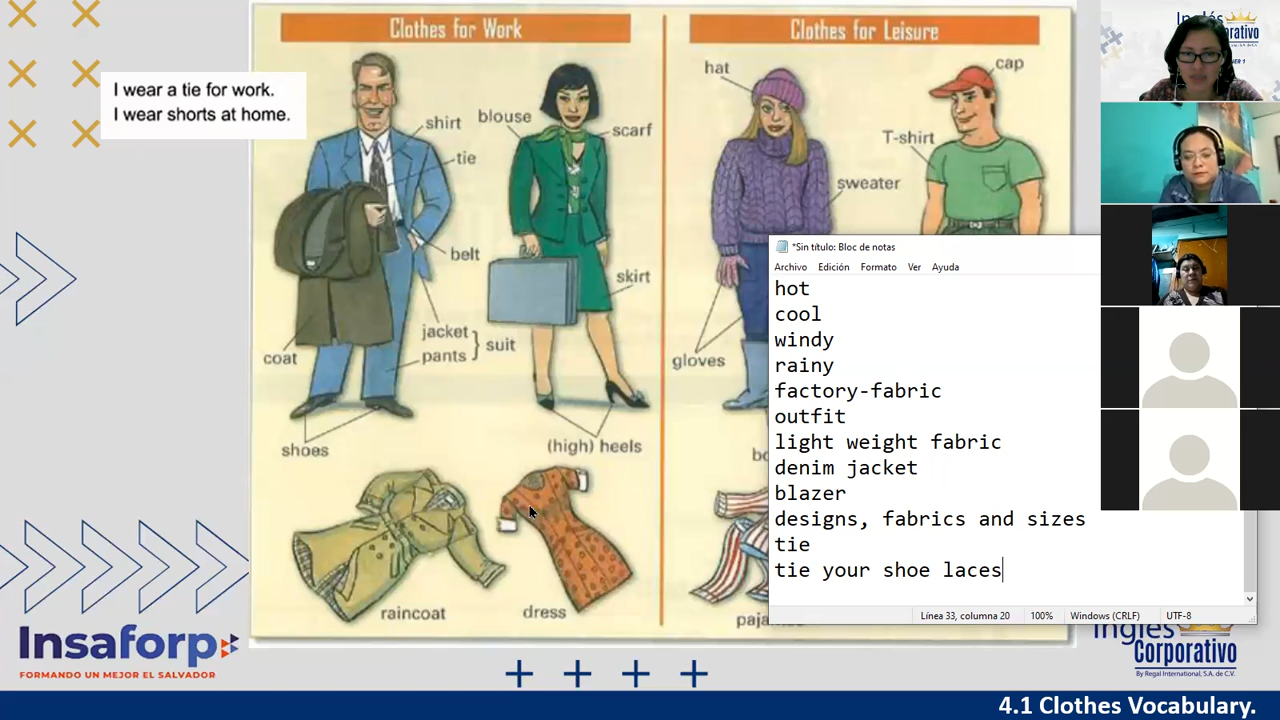 Clothes for Work
Clothes for Leisure
I wear a tie for work.
I wear shorts at home.
shirt
tie
blouse
scarf
belt
skirt
jacket
pants
suit
coat
shoes
(high) heels
raincoat
dress
hat
cap
T-shirt
sweater
gloves
*Sin título: Bloc de notas
Archivo Edición Formato Ver Ayuda
hot
cool
windy
rainy
factory-fabric
outfit
light weight fabric
denim jacket
blazer
designs, fabrics and sizes
tie
tie your shoe laces
Línea 33, columna 20 100% Windows (CRLF) UTF-8
Insaforp
FORMANDO UN MEJOR EL SALVADOR
Inglés
Corporativo
By Regal International, S.A. de C.V.
4.1 Clothes Vocabulary.